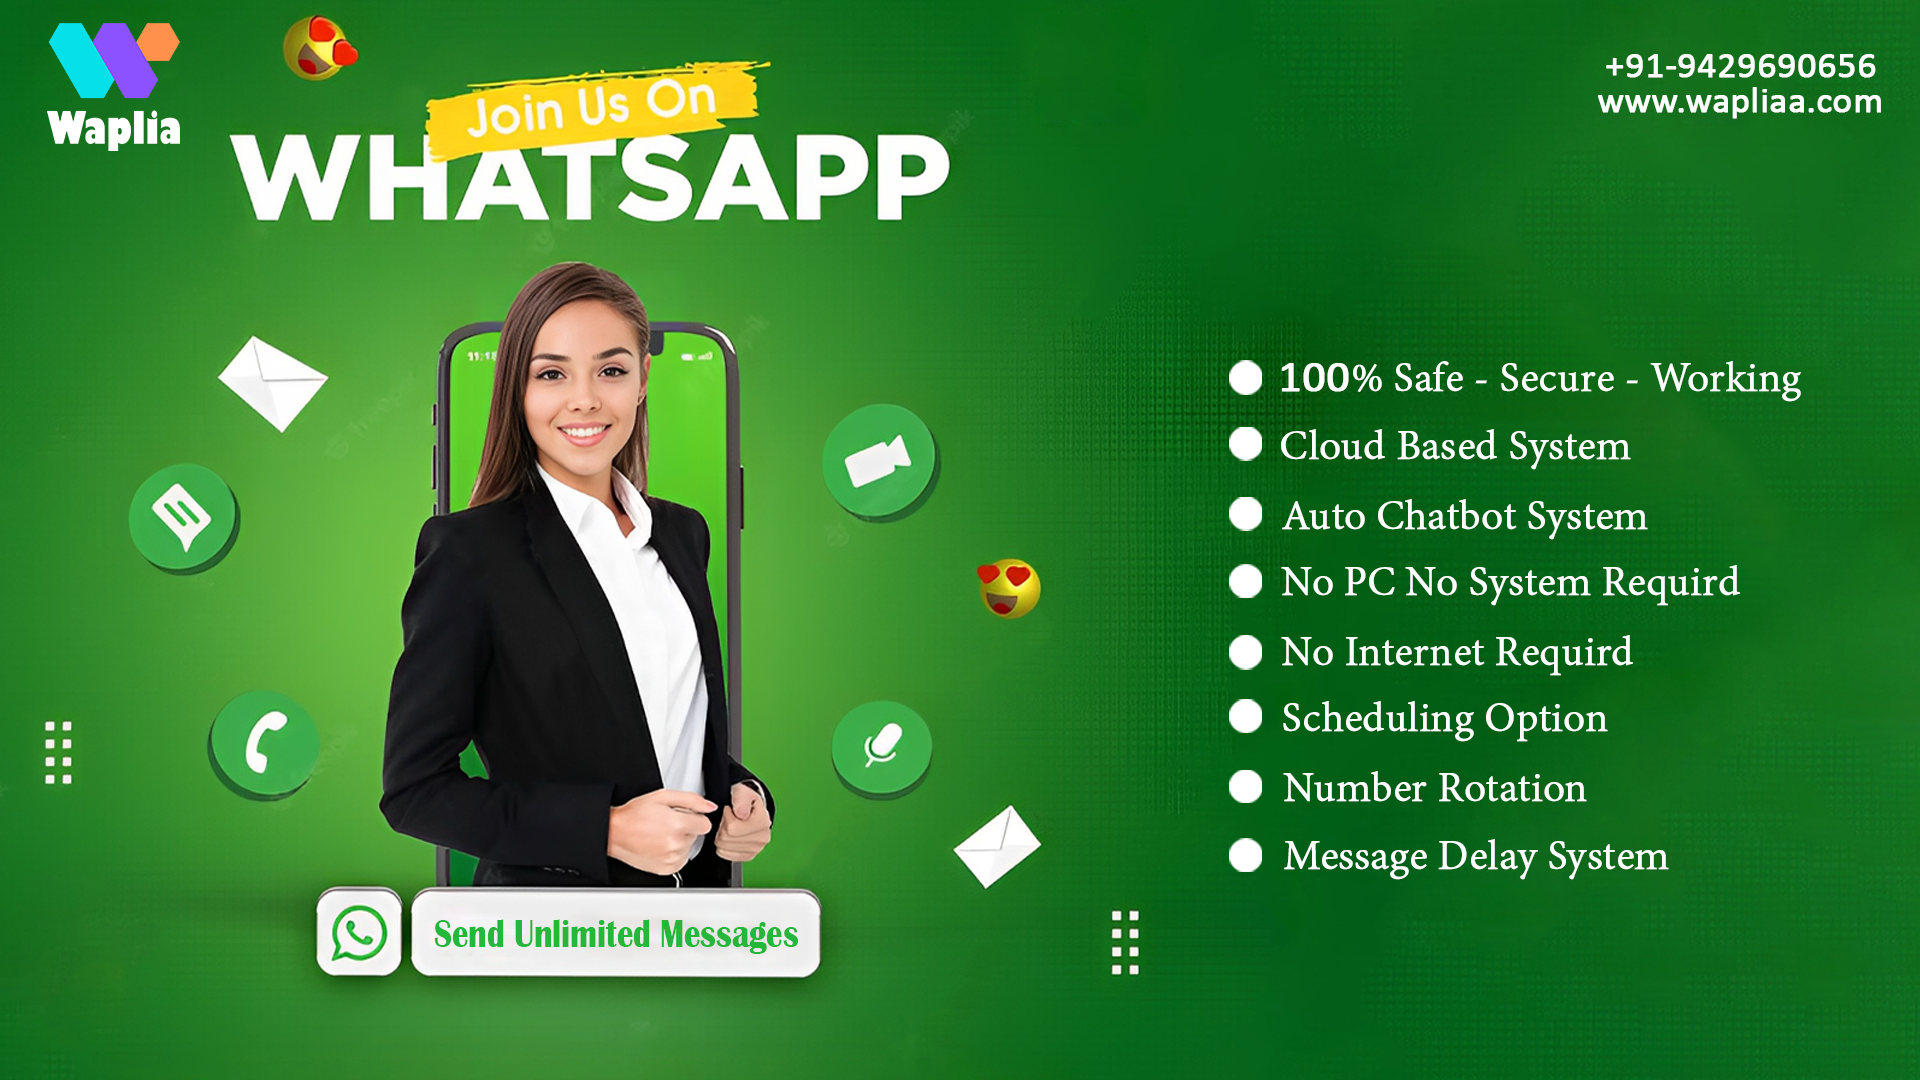 Waplia
Join Us On
WHATSAPP
+91-9429690656
www.wapliaa.com
100% Safe - Secure - Working
Cloud Based System
Auto Chatbot System
No PC No System Requird
No Internet Requird
Scheduling Option
Number Rotation
Message Delay System
Send Unlimited Messages